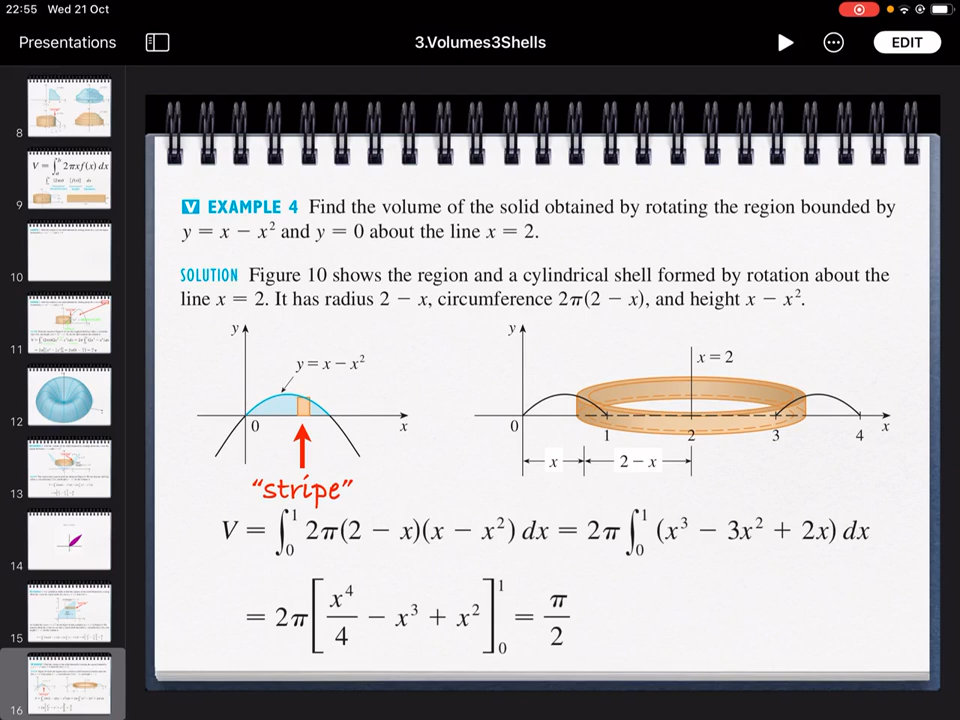 22:55 Wed 21 Oct
Presentations
3.Volumes3Shells
EDIT
8
9
V = ∫ₐᵇ 2πx f(x) dx
10
11
12
13
14
15
16
V EXAMPLE 4 Find the volume of the solid obtained by rotating the region bounded by
y = x − x² and y = 0 about the line x = 2.
SOLUTION Figure 10 shows the region and a cylindrical shell formed by rotation about the
line x = 2. It has radius 2 − x, circumference 2π(2 − x), and height x − x².
y
y = x − x²
0
x
"stripe"
y
x = 2
0
1
2
3
4
x
x
2 − x
V = ∫₀¹ 2π(2 − x)(x − x²) dx = 2π ∫₀¹ (x³ − 3x² + 2x) dx
= 2π[x⁴/4 − x³ + x²]₀¹ = π/2